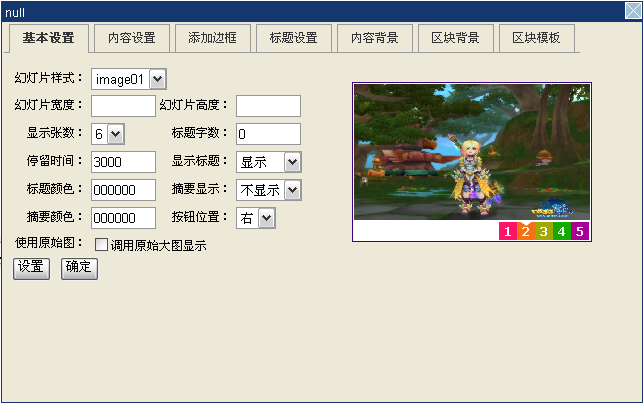 null
基本设置 内容设置 添加边框 标题设置 内容背景 区块背景 区块模板
幻灯片样式： image01
幻灯片宽度： 幻灯片高度：
显示张数： 6 标题字数： 0
停留时间： 3000 显示标题： 显示
标题颜色： 000000 摘要显示： 不显示
摘要颜色： 000000 按钮位置： 右
使用原始图： 调用原始大图显示
设置 确定
1 2 3 4 5